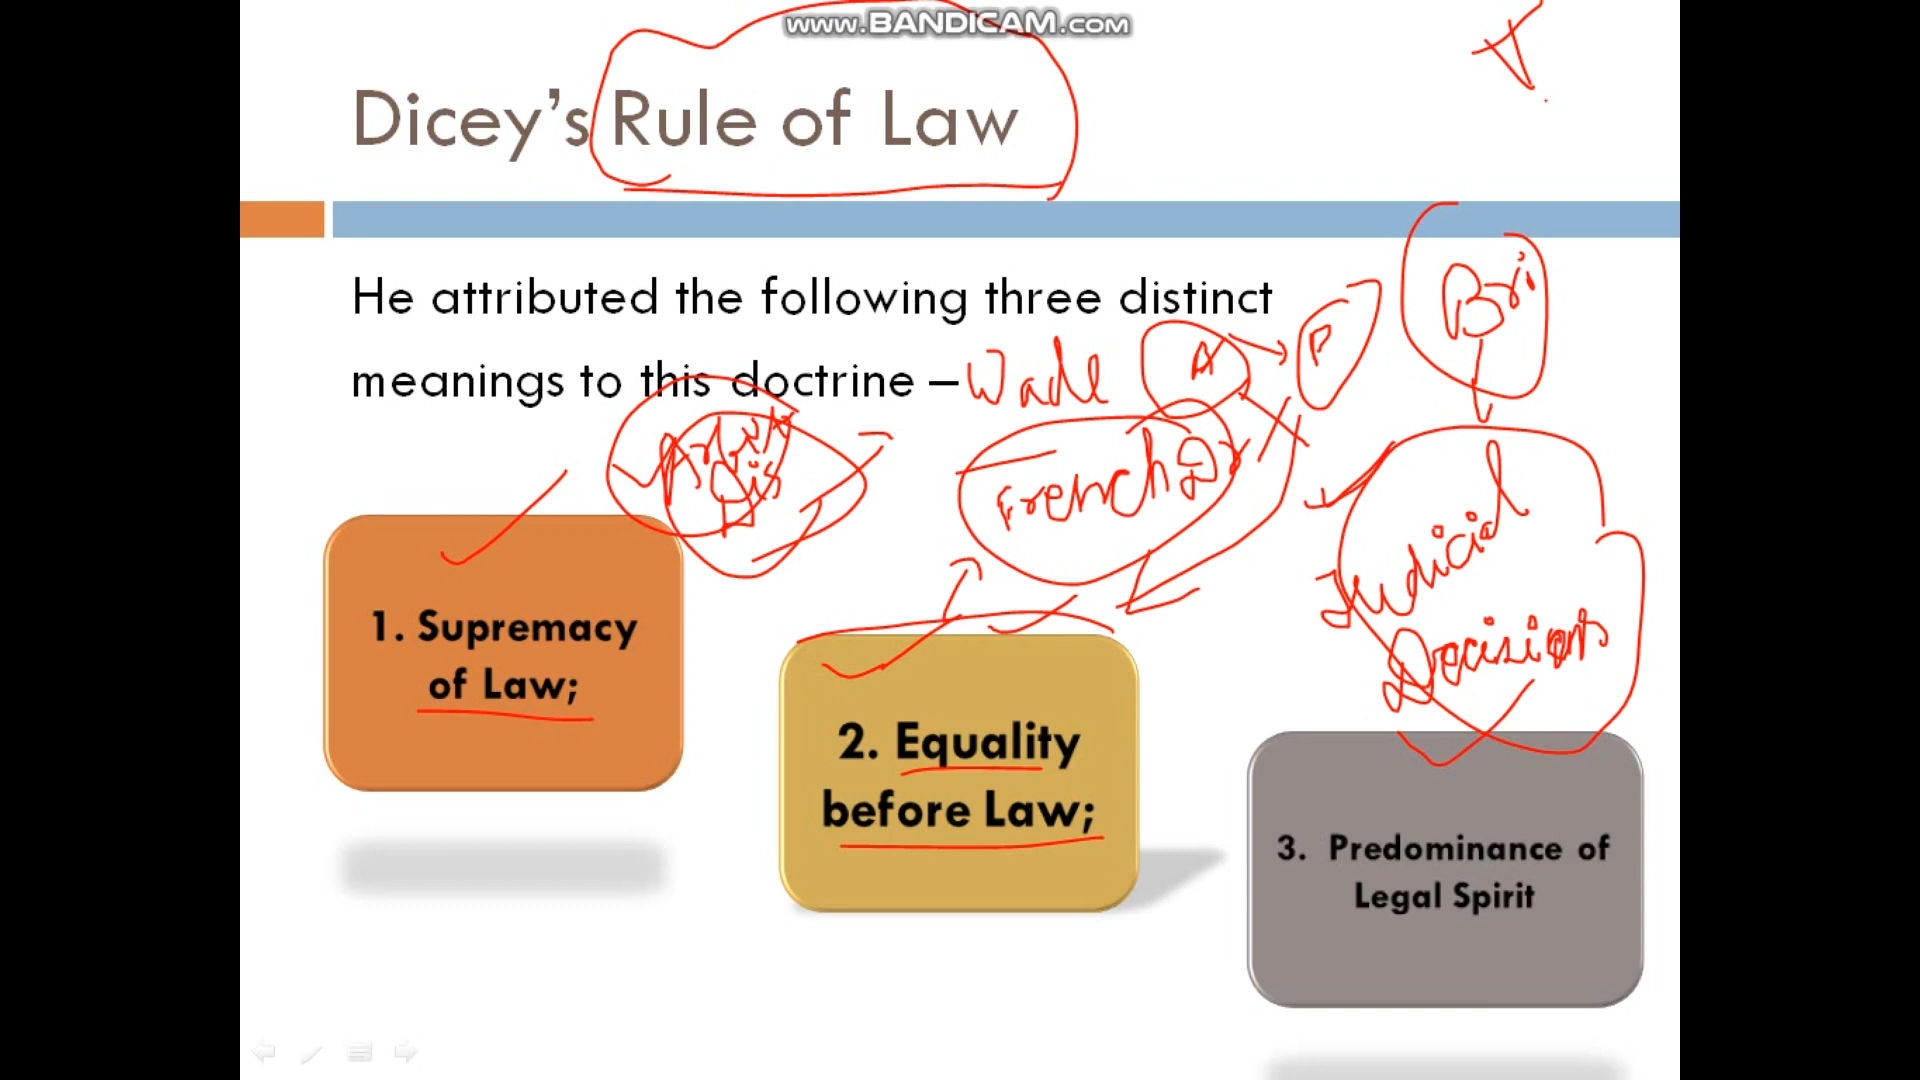 www.BANDICAM.com
Dicey's Rule of Law
He attributed the following three distinct
meanings to this doctrine –
Wade
A
P
Bri
French
Judicial
Decisions
1. Supremacy
of Law;
2. Equality
before Law;
3. Predominance of
Legal Spirit